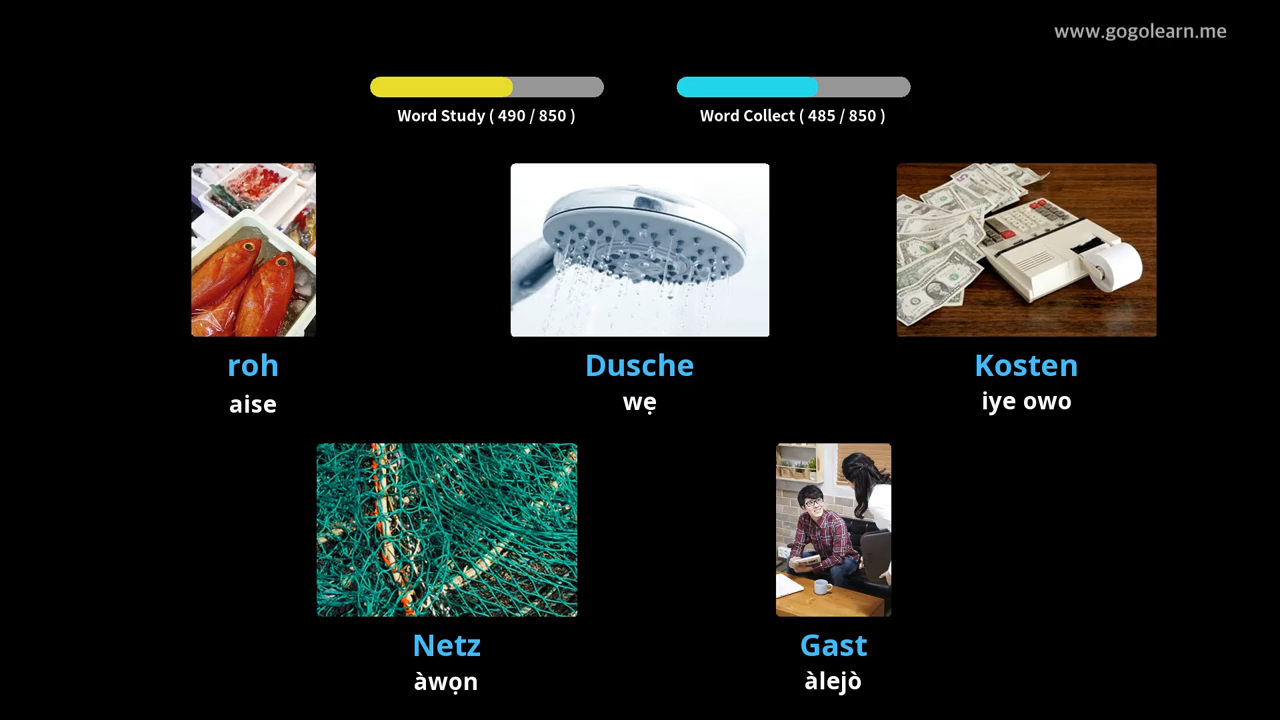 www.gogolearn.me
Word Study ( 490 / 850 )
Word Collect ( 485 / 850 )
roh
aise
Dusche
wẹ
Kosten
iye owo
Netz
àwọn
Gast
àlejò